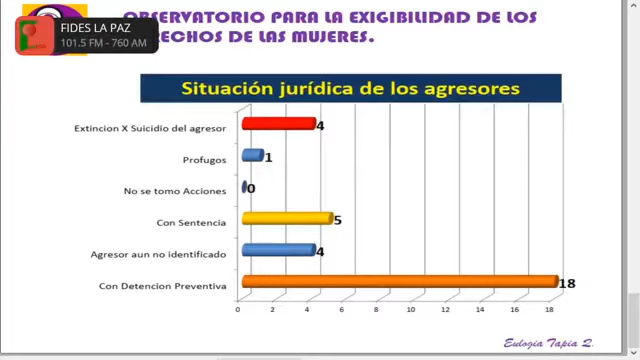 OBSERVATORIO PARA LA EXIGIBILIDAD DE LOS
RECHOS DE LAS MUJERES.
FIDES LA PAZ
101.5 FM - 760 AM
Situación jurídica de los agresores
Extincion X Suicidio del agresor 4
Profugos 1
No se tomo Acciones 0
Con Sentencia 5
Agresor aun no identificado 4
Con Detencion Preventiva 18
0 2 4 6 8 10 12 14 16 18
Eulogia Tapia Q.